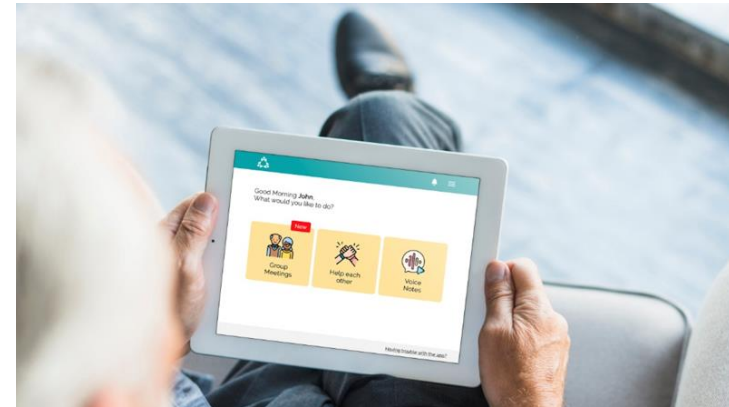 Good Morning John,
What would you like to do?
New
Group
Meetings
Help each
other
Voice
Notes
Having trouble with the app?